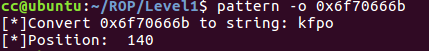 cc@ubuntu:~/ROP/Level1$ pattern -o 0x6f70666b
[*]Convert 0x6f70666b to string: kfpo
[*]Position:  140